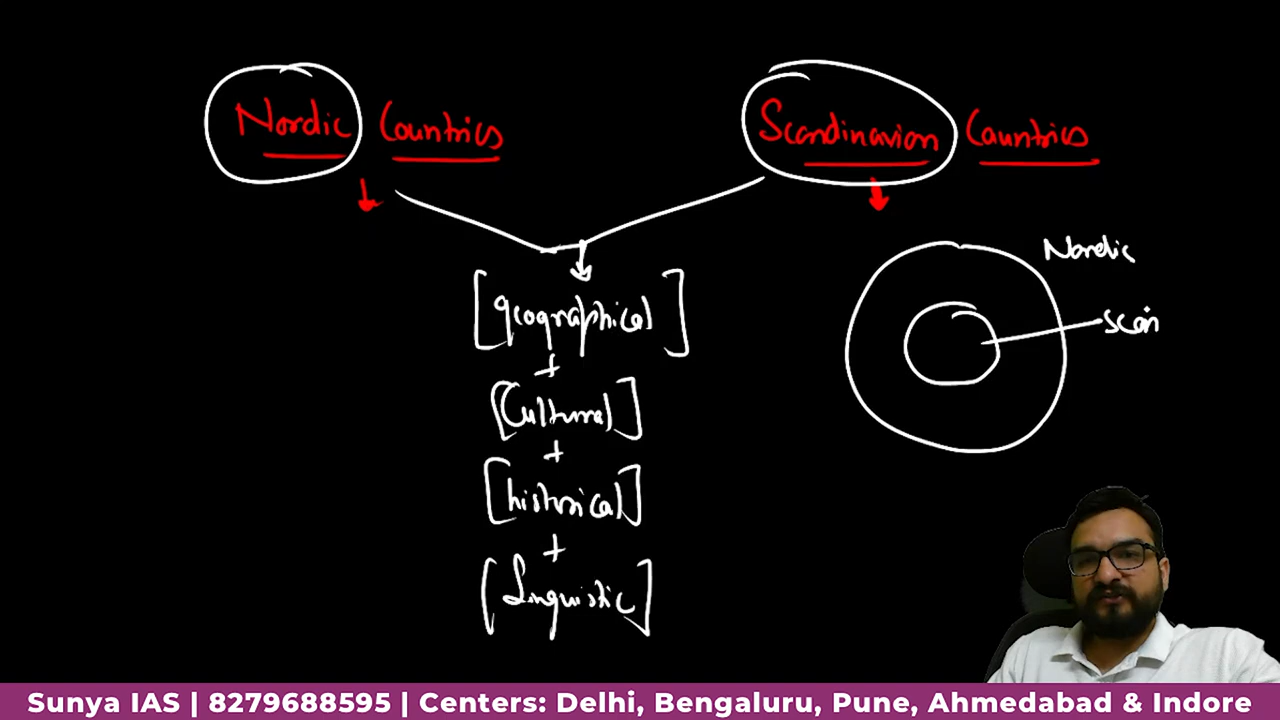 Nordic Countries
Scandinavian Countries
Nordic
Scan
[geographical]
+
[Cultural]
+
[historical]
+
[Linguistic]
Sunya IAS | 8279688595 | Centers: Delhi, Bengaluru, Pune, Ahmedabad & Indore